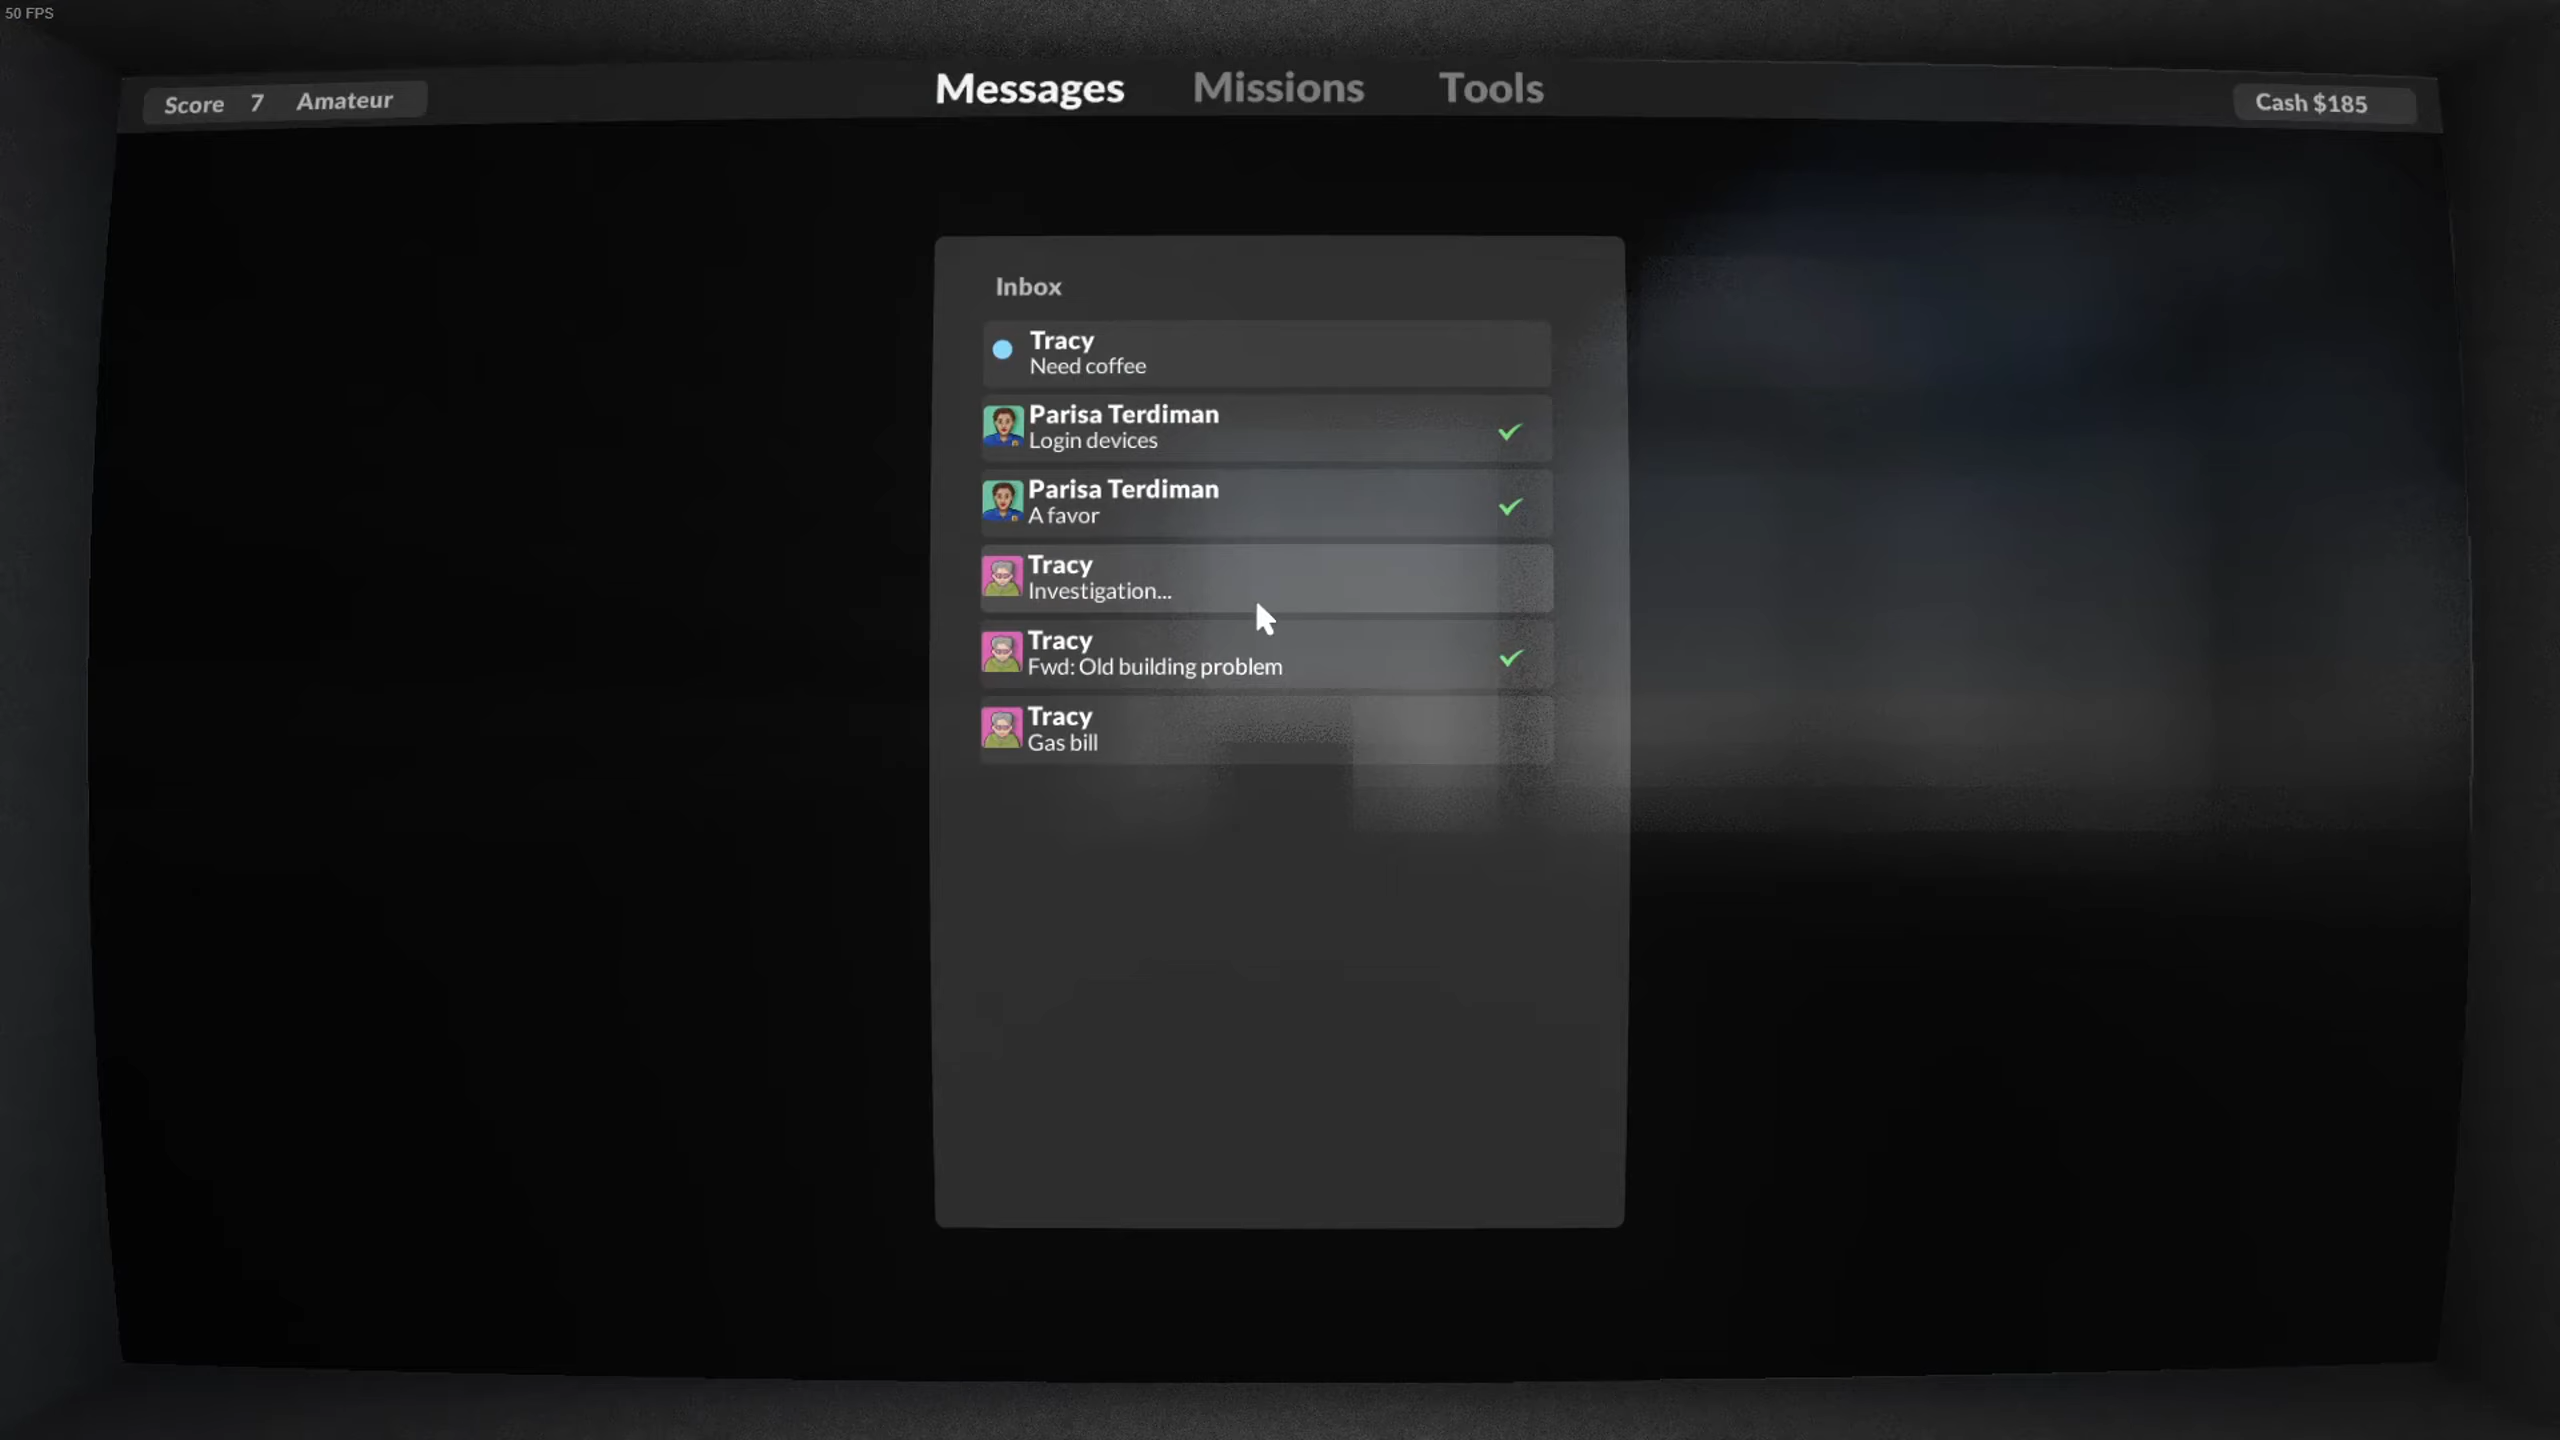 50 FPS
Score 7 Amateur
Messages Missions Tools
Cash $185
Inbox
Tracy
Need coffee
Parisa Terdiman
Login devices
Parisa Terdiman
A favor
Tracy
Investigation...
Tracy
Fwd: Old building problem
Tracy
Gas bill